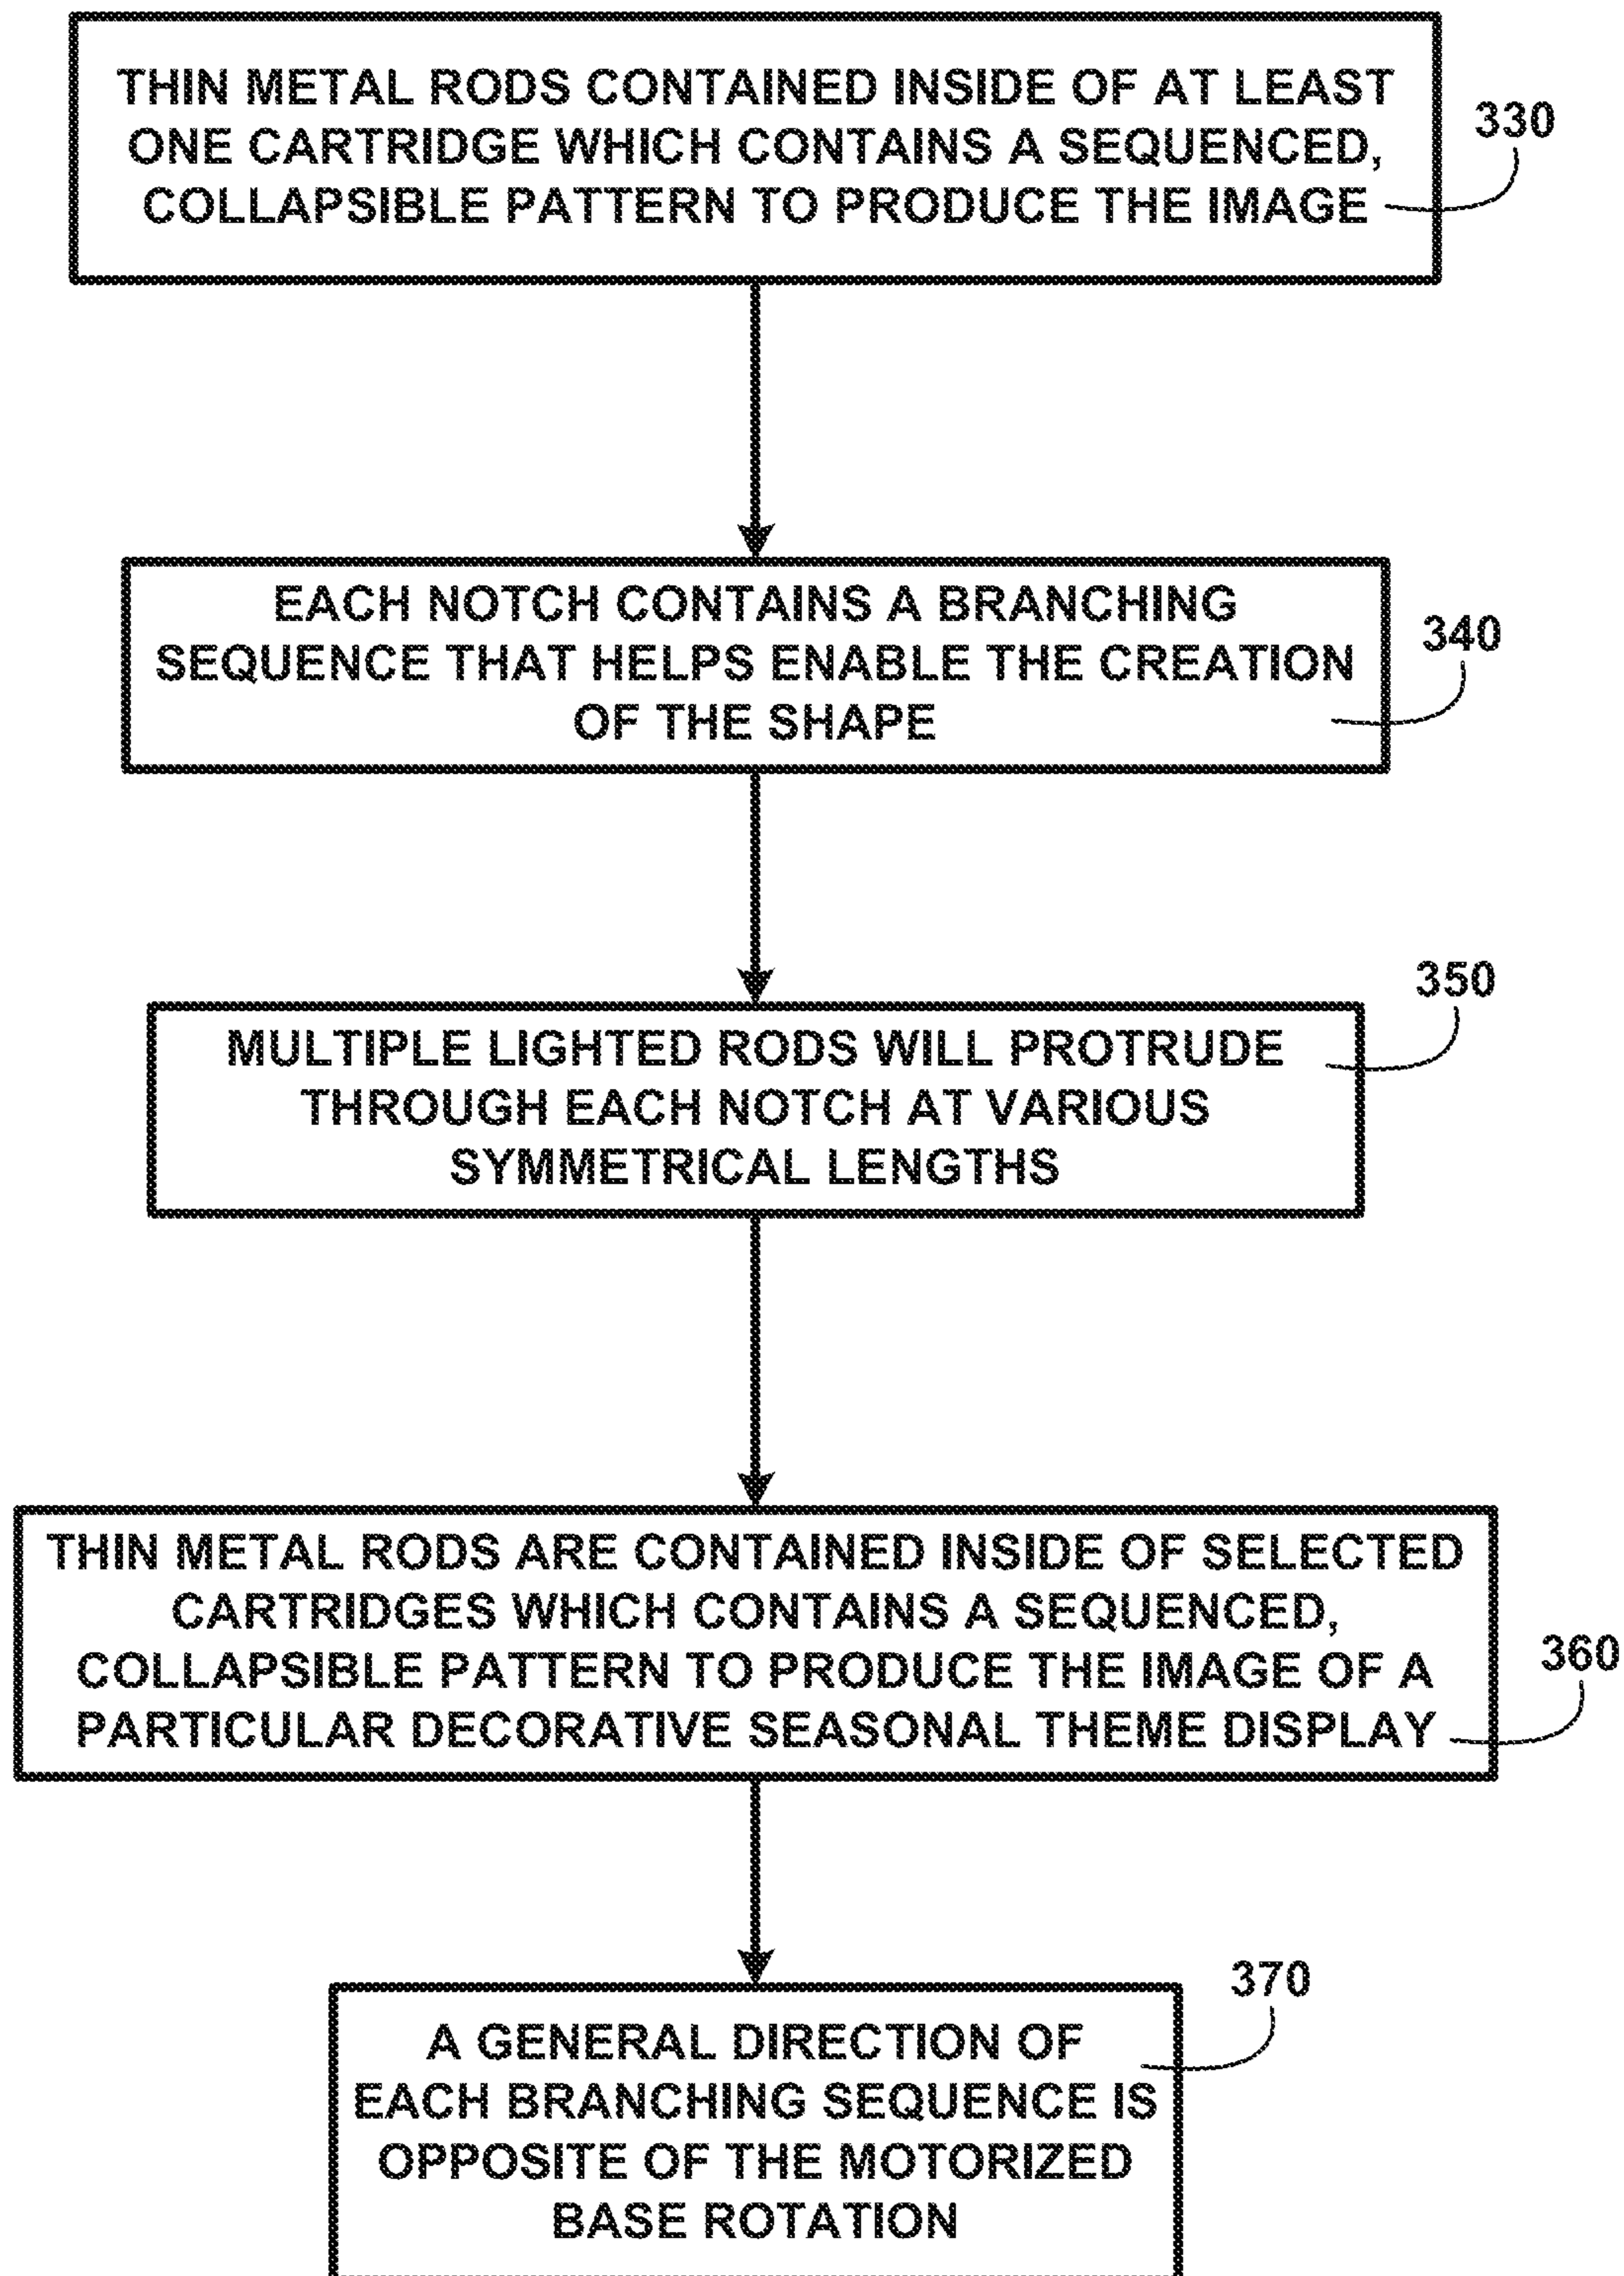 THIN METAL RODS CONTAINED INSIDE OF AT LEAST
ONE CARTRIDGE WHICH CONTAINS A SEQUENCED,
COLLAPSIBLE PATTERN TO PRODUCE THE IMAGE
330
EACH NOTCH CONTAINS A BRANCHING
SEQUENCE THAT HELPS ENABLE THE CREATION
OF THE SHAPE
340
MULTIPLE LIGHTED RODS WILL PROTRUDE
THROUGH EACH NOTCH AT VARIOUS
SYMMETRICAL LENGTHS
350
THIN METAL RODS ARE CONTAINED INSIDE OF SELECTED
CARTRIDGES WHICH CONTAINS A SEQUENCED,
COLLAPSIBLE PATTERN TO PRODUCE THE IMAGE OF A
PARTICULAR DECORATIVE SEASONAL THEME DISPLAY
360
A GENERAL DIRECTION OF
EACH BRANCHING SEQUENCE IS
OPPOSITE OF THE MOTORIZED
BASE ROTATION
370